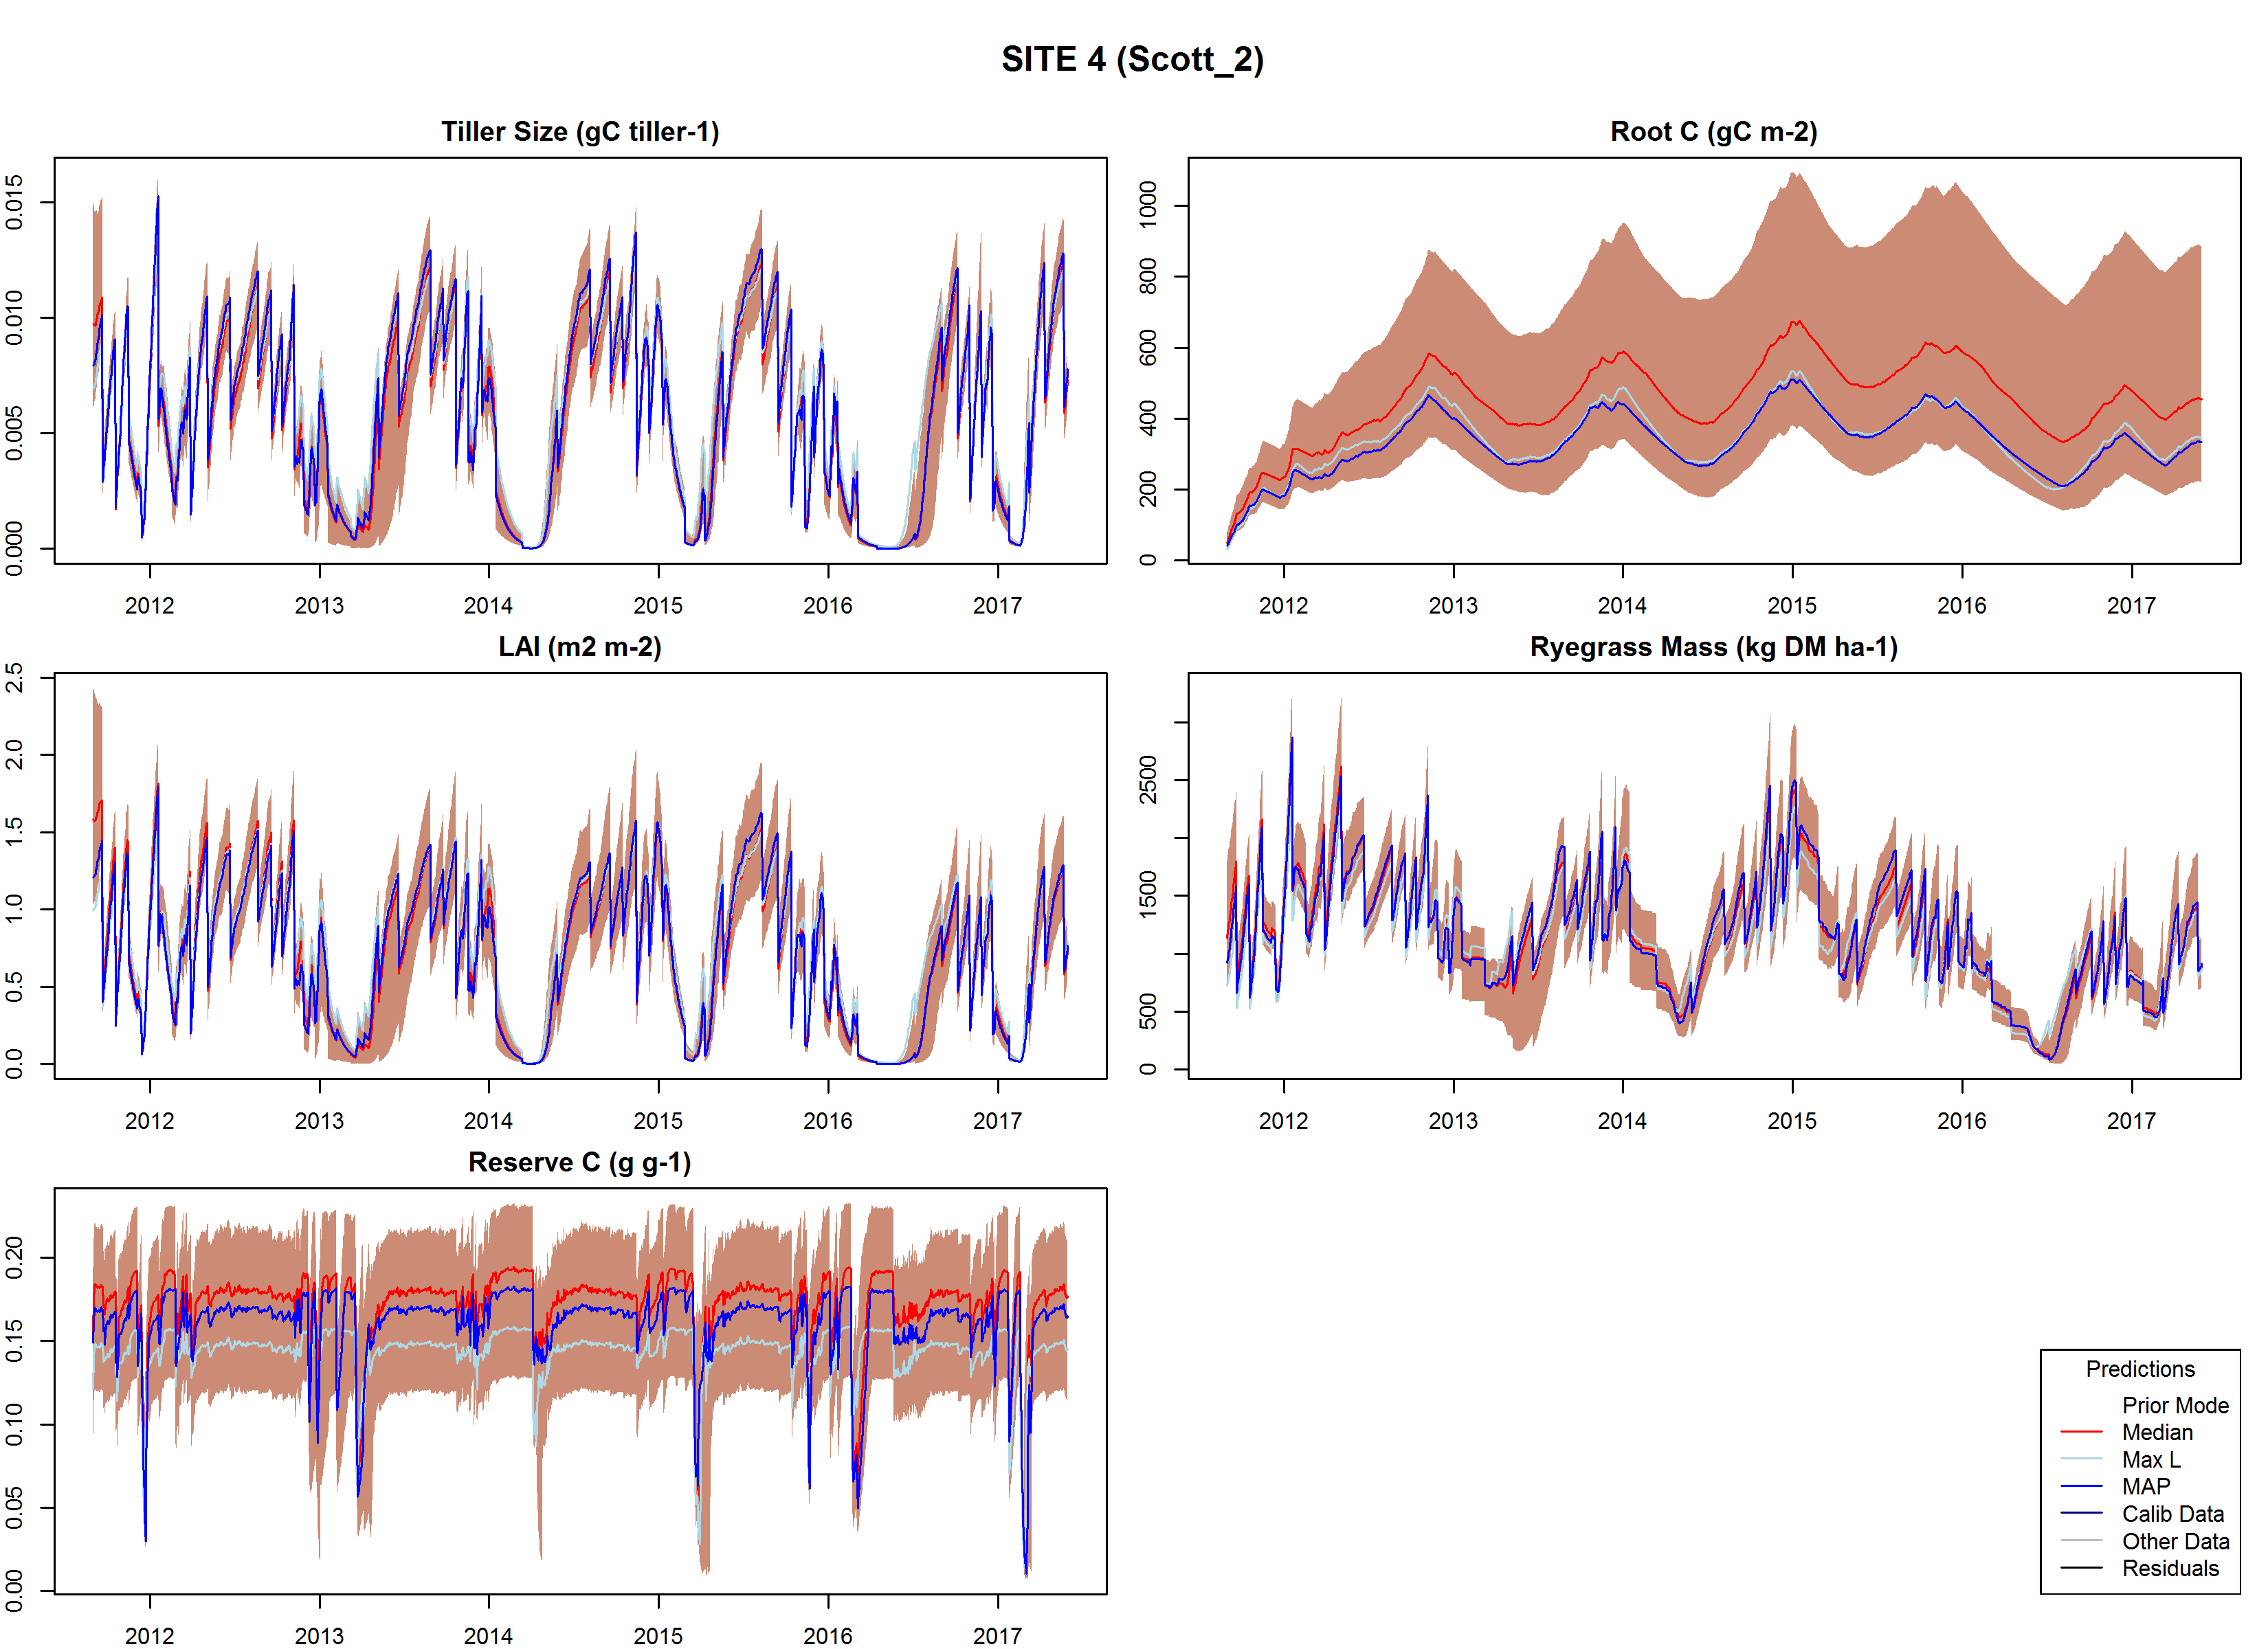 SITE 4 (Scott_2)
Tiller Size (gC tiller-1)
0.015
0.010
0.005
0.000
2012 2013 2014 2015 2016 2017
Root C (gC m-2)
1000
800
600
400
200
0
2012 2013 2014 2015 2016 2017
LAI (m2 m-2)
2.5
2.0
1.5
1.0
0.5
0.0
2012 2013 2014 2015 2016 2017
Ryegrass Mass (kg DM ha-1)
2500
1500
500
0
2012 2013 2014 2015 2016 2017
Reserve C (g g-1)
0.20
0.15
0.10
0.05
0.00
2012 2013 2014 2015 2016 2017
Predictions
Prior Mode
Median
Max L
MAP
Calib Data
Other Data
Residuals